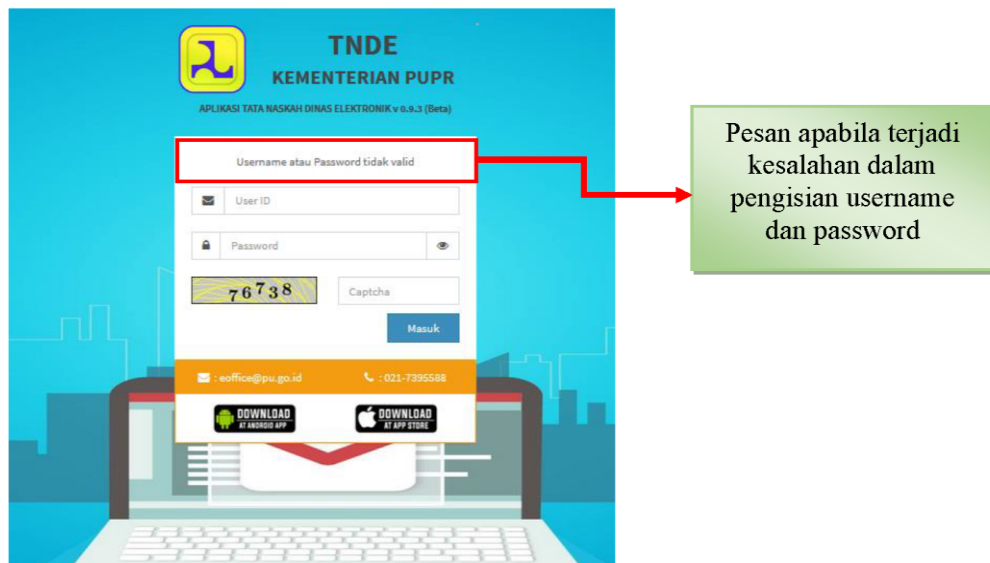 TNDE
KEMENTERIAN PUPR
APLIKASI TATA NASKAH DINAS ELEKTRONIK v 0.9.3 (Beta)
Username atau Password tidak valid
User ID
Password
76738
Captcha
Masuk
: eoffice@pu.go.id
: 021-7395588
DOWNLOAD
AT ANDROID APP
DOWNLOAD
AT APP STORE
Pesan apabila terjadi
kesalahan dalam
pengisian username
dan password